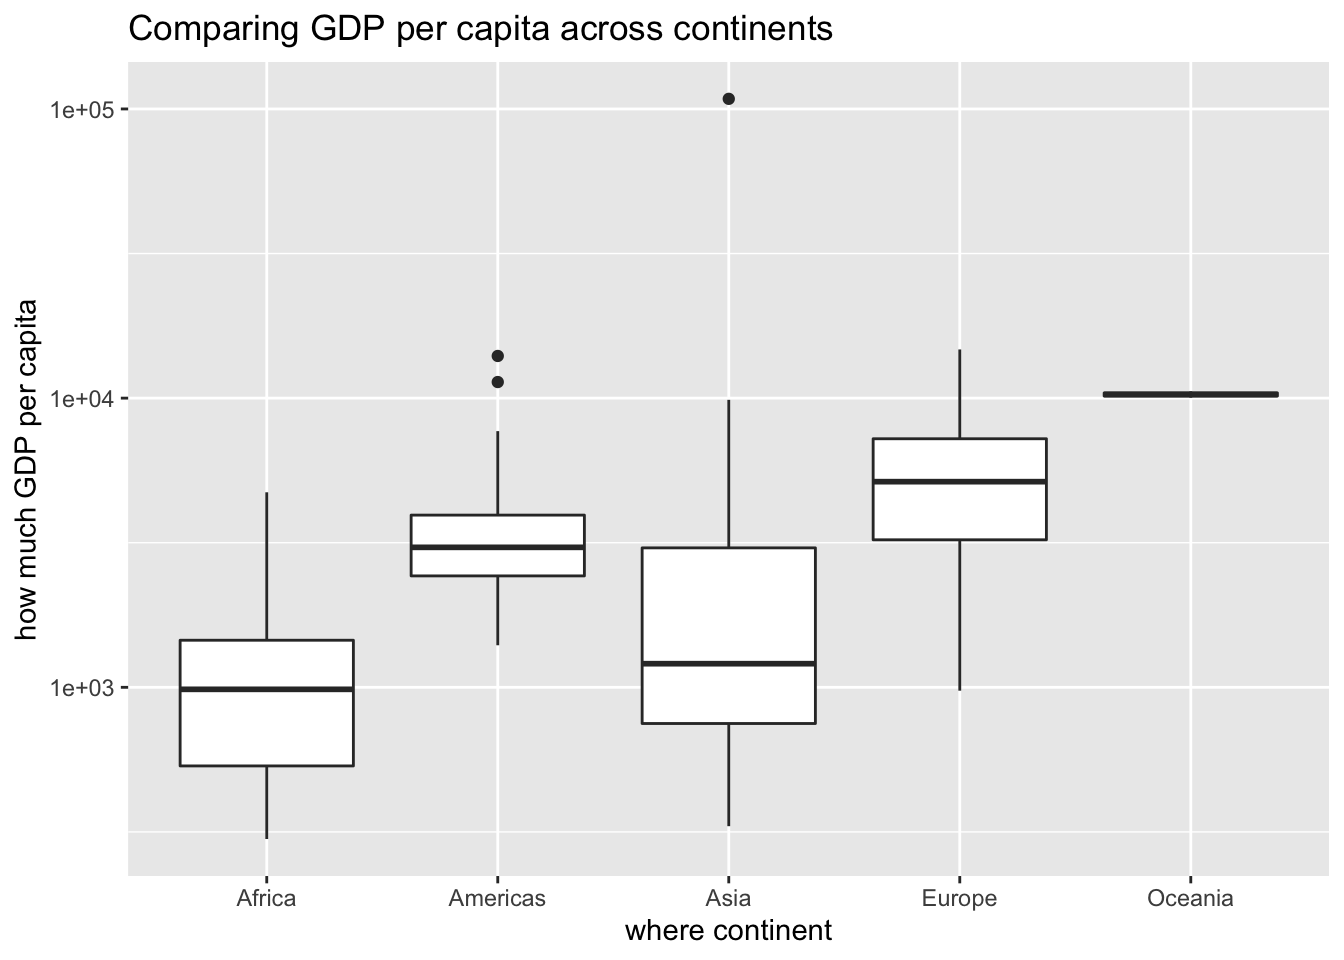 Comparing GDP per capita across continents
how much GDP per capita
1e+05
1e+04
1e+03
Africa
Americas
Asia
Europe
Oceania
where continent